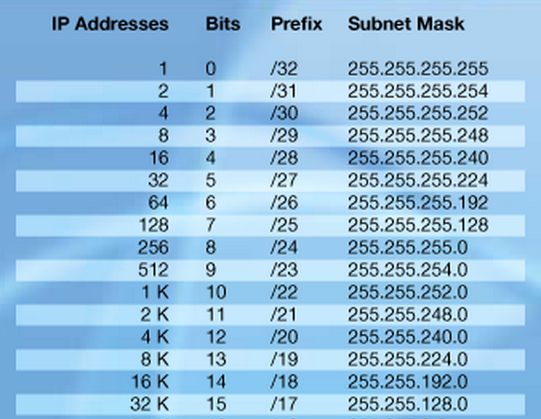 IP Addresses Bits Prefix Subnet Mask
1 0 /32 255.255.255.255
2 1 /31 255.255.255.254
4 2 /30 255.255.255.252
8 3 /29 255.255.255.248
16 4 /28 255.255.255.240
32 5 /27 255.255.255.224
64 6 /26 255.255.255.192
128 7 /25 255.255.255.128
256 8 /24 255.255.255.0
512 9 /23 255.255.254.0
1 K 10 /22 255.255.252.0
2 K 11 /21 255.255.248.0
4 K 12 /20 255.255.240.0
8 K 13 /19 255.255.224.0
16 K 14 /18 255.255.192.0
32 K 15 /17 255.255.128.0